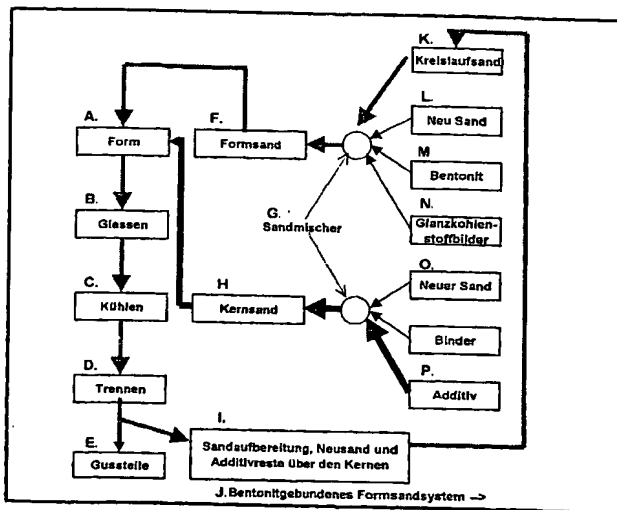 K.
Kreislaufsand
A.
Form
F.
Formsand
L.
Neu Sand
M
Bentonit
B.
Giessen
G.
Sandmischer
N.
Glanzkohlen-
stoffbilder
O.
Neuer Sand
C.
Kühlen
H
Kernsand
Binder
P.
Additiv
D.
Trennen
I.
Sandaufbereitung, Neusand und
Additivreste über den Kernen
E.
Gussteile
J. Bentonitgebundenes Formsandsystem -->